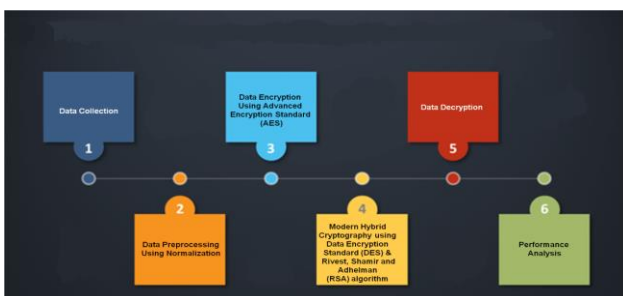 Data Collection
1
2
Data Preprocessing
Using Normalization
Data Encryption
Using Advanced
Encryption Standard
(AES)
3
4
Modern Hybrid
Cryptography using
Data Encryption
Standard (DES) &
Rivest, Shamir and
Adhelman
(RSA) algorithm
Data Decryption
5
6
Performance
Analysis